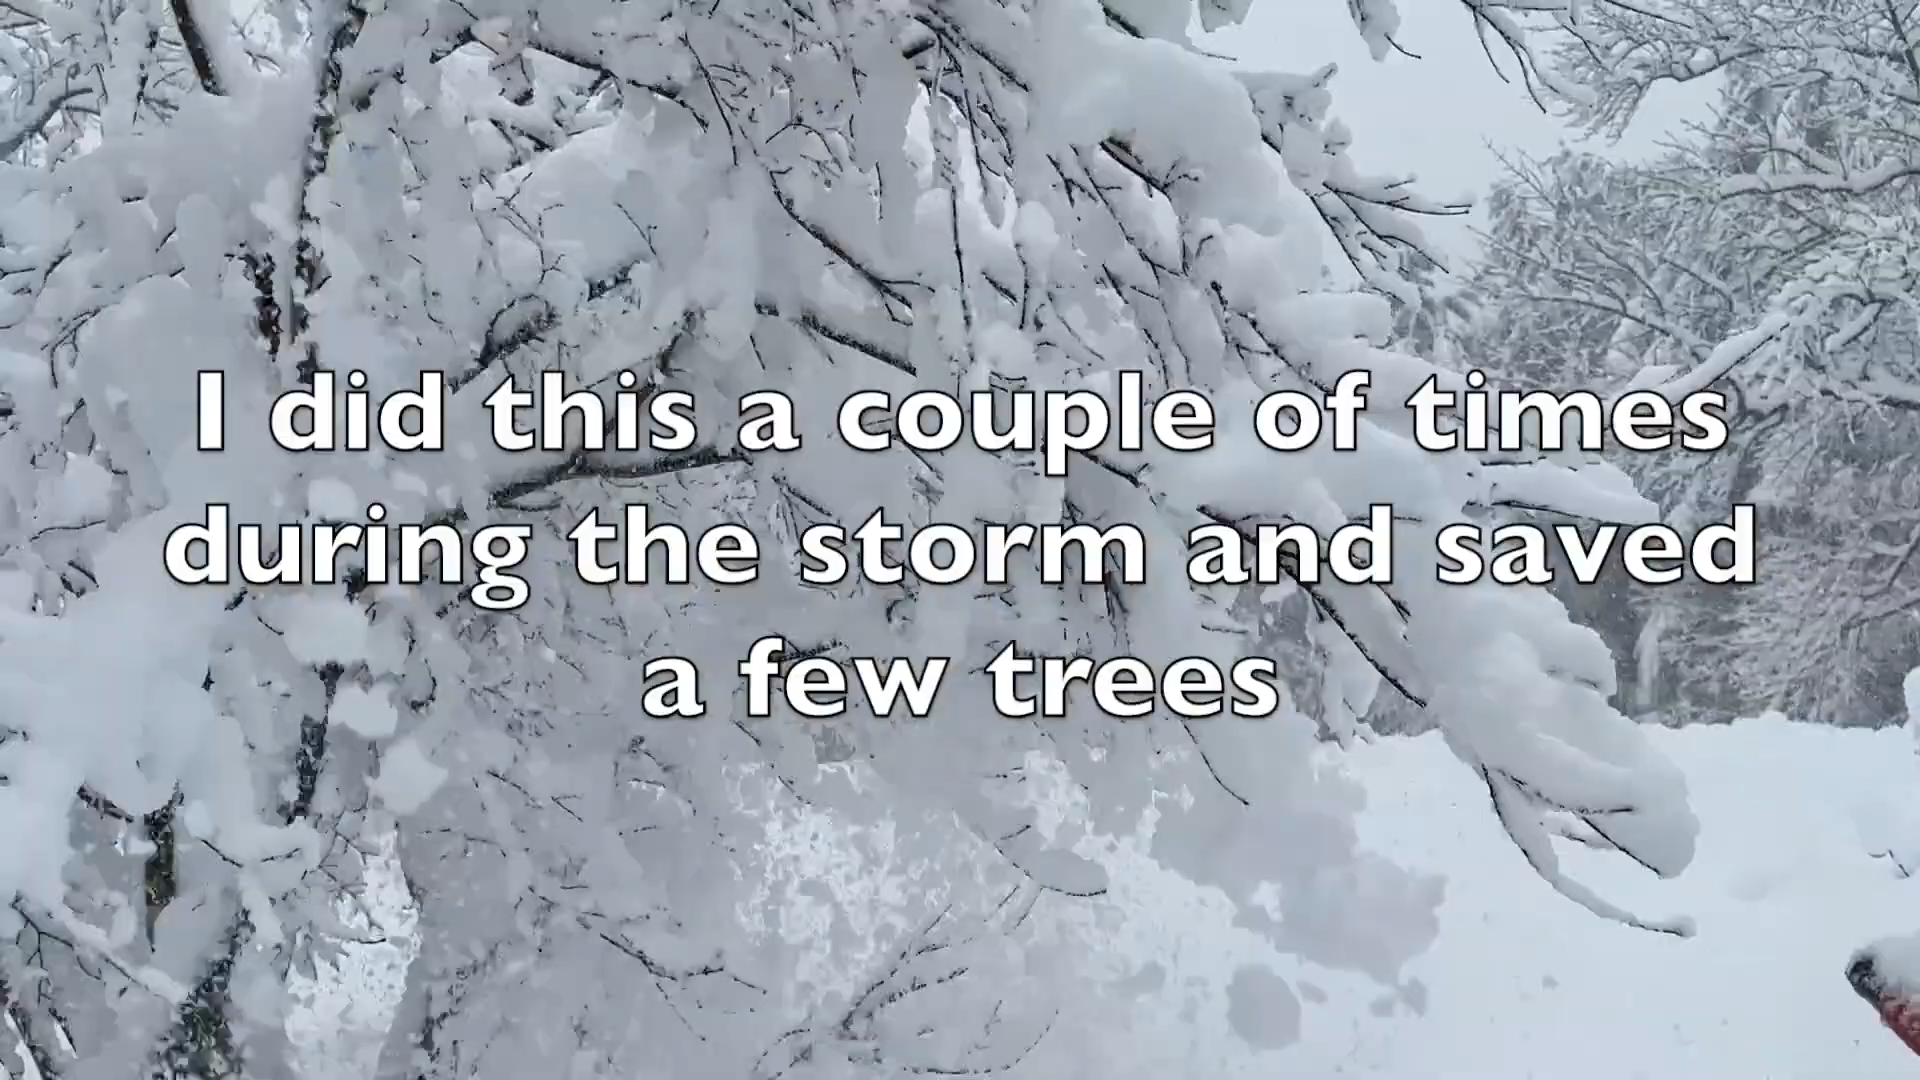 I did this a couple of times
during the storm and saved
a few trees